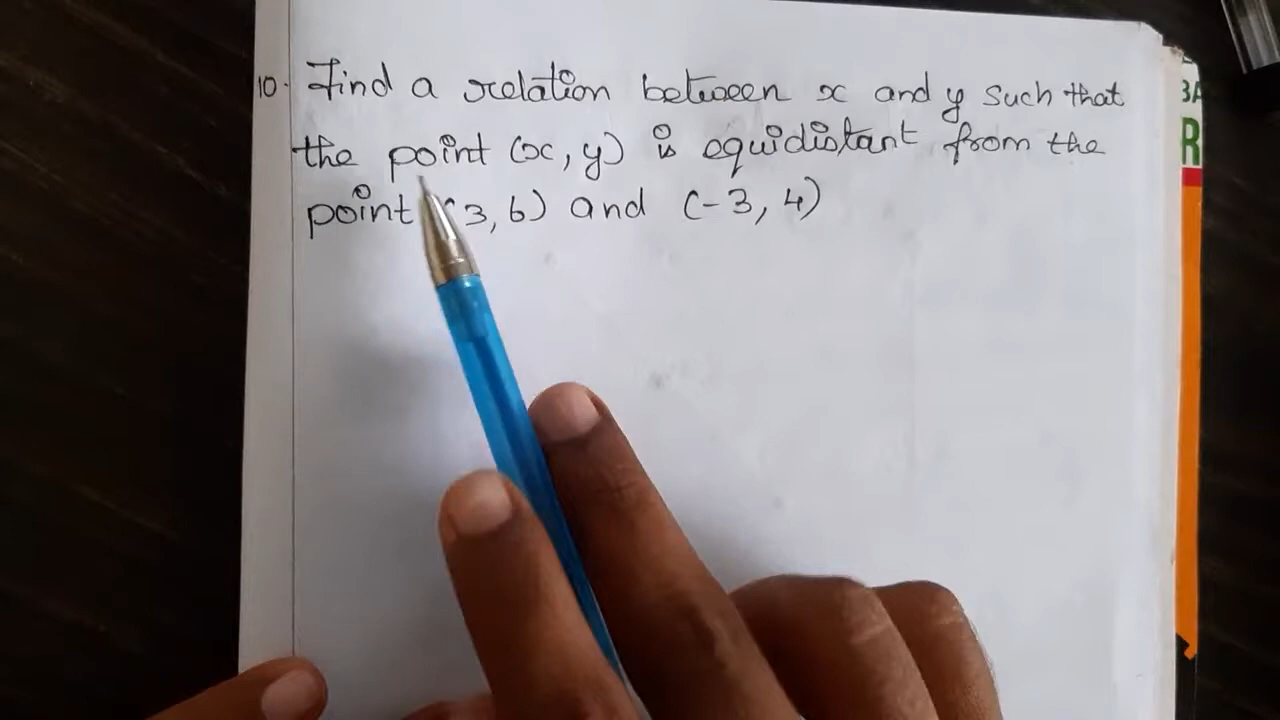 10. Find a relation between x and y such that
the point (x, y) is equidistant from the
point (3, 6) and (-3, 4)
3A
R